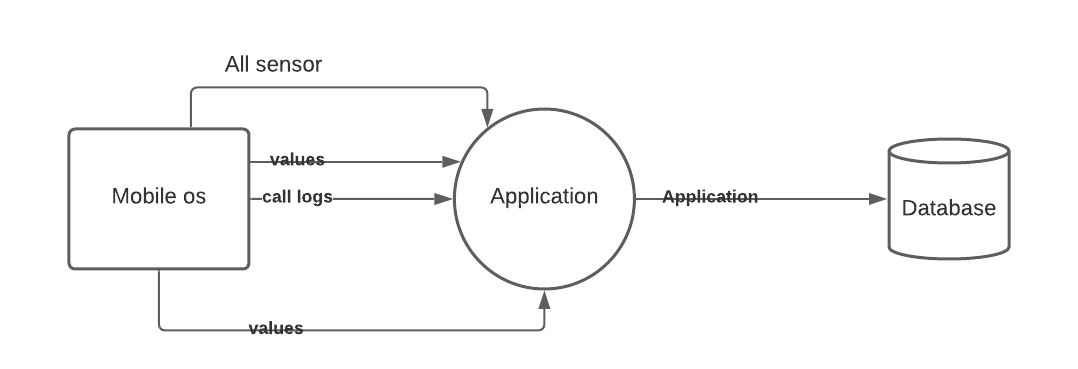 All sensor
values
Mobile os
call logs
Application
Application
Database
values